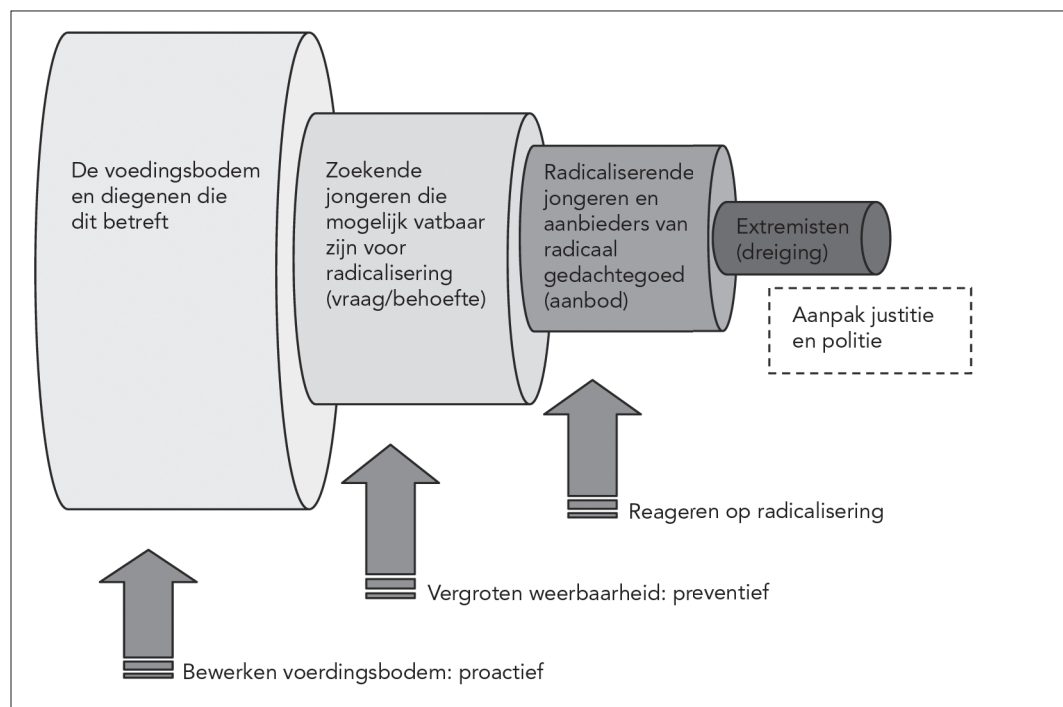 De voedingsbodem
en diegenen die
dit betreft
Zoekende
jongeren die
mogelijk vatbaar
zijn voor
radicalisering
(vraag/behoefte)
Radicaliserende
jongeren en
aanbieders van
radicaal
gedachtegoed
(aanbod)
Extremisten
(dreiging)
Aanpak justitie
en politie
Reageren op radicalisering
Vergroten weerbaarheid: preventief
Bewerken voerdingsbodem: proactief